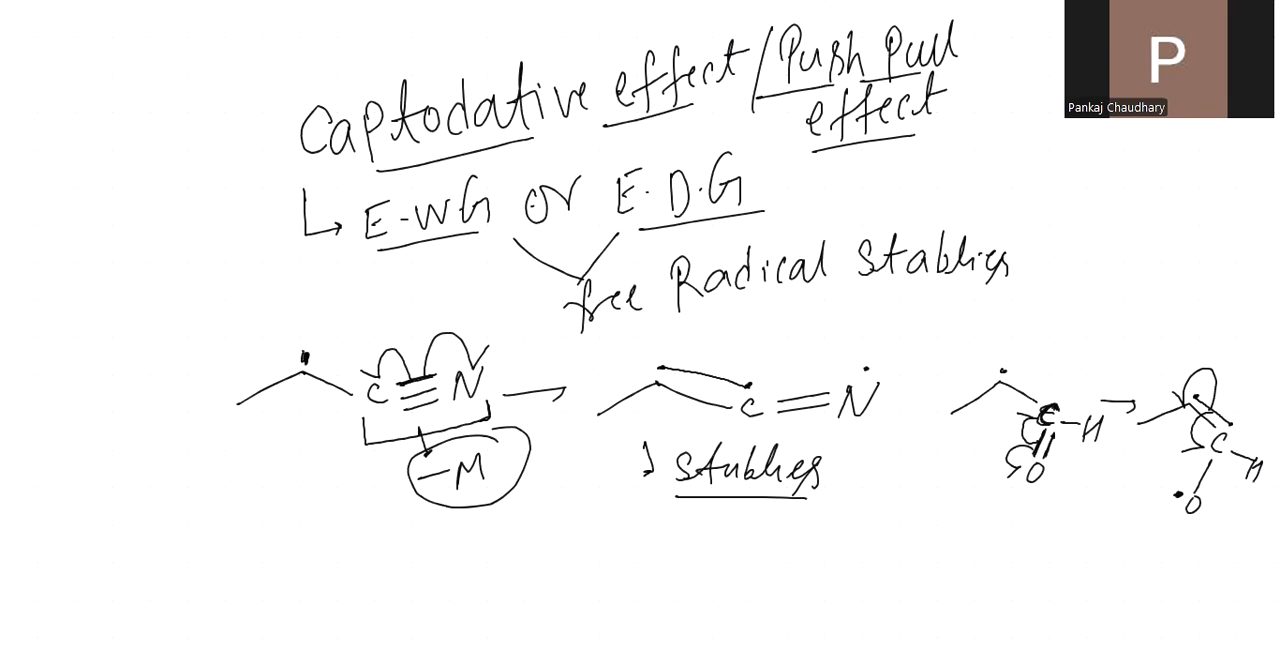 P
Pankaj Chaudhary
Captodative effect / Push Pull
effect
↳ E-WG or E.D.G
free Radical Stablies
C≡N → C=N C-H → C-H
-M Stablies O O